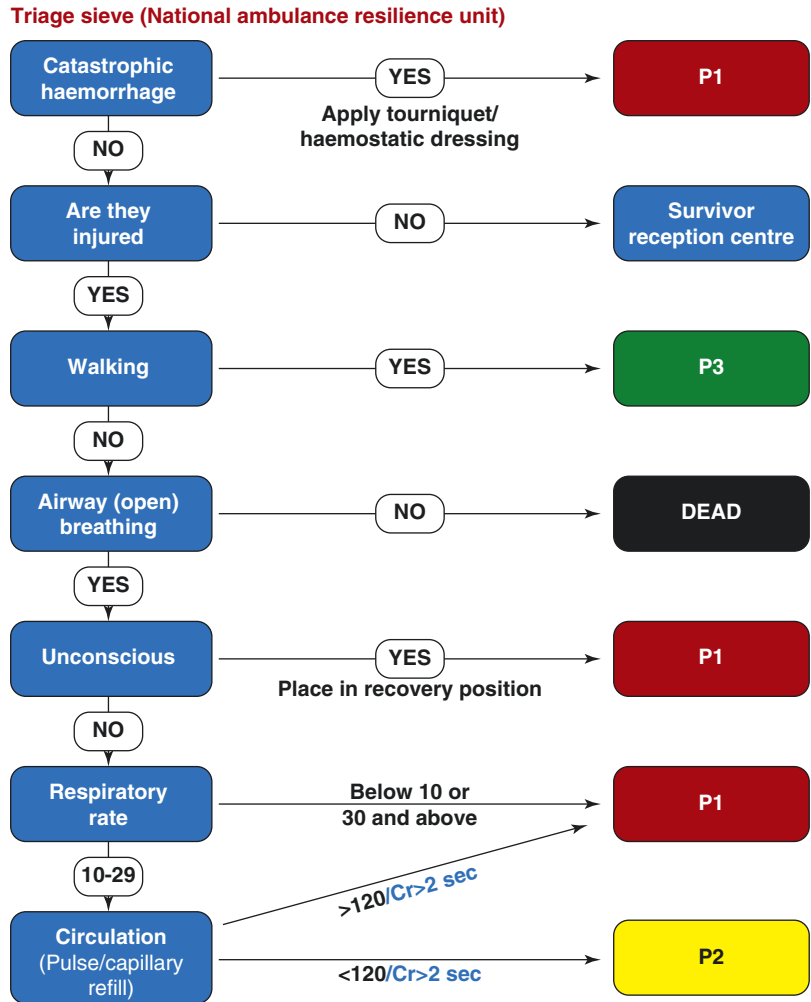 Triage sieve (National ambulance resilience unit)
Catastrophic
haemorrhage
YES
Apply tourniquet/
haemostatic dressing
P1
NO
Are they
injured
NO
Survivor
reception centre
YES
Walking
YES
P3
NO
Airway (open)
breathing
NO
DEAD
YES
Unconscious
YES
Place in recovery position
P1
NO
Respiratory
rate
Below 10 or
30 and above
P1
10-29
>120/Cr>2 sec
Circulation
(Pulse/capillary
refill)
<120/Cr>2 sec
P2